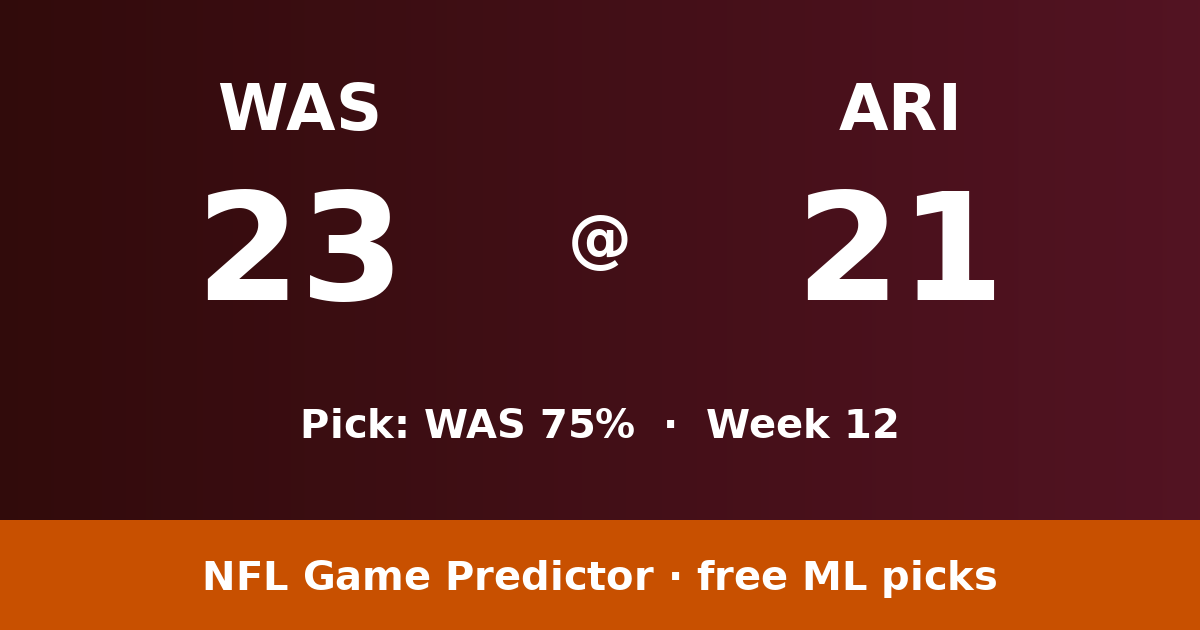 WAS ARI
23 @ 21
Pick: WAS 75% · Week 12
NFL Game Predictor · free ML picks